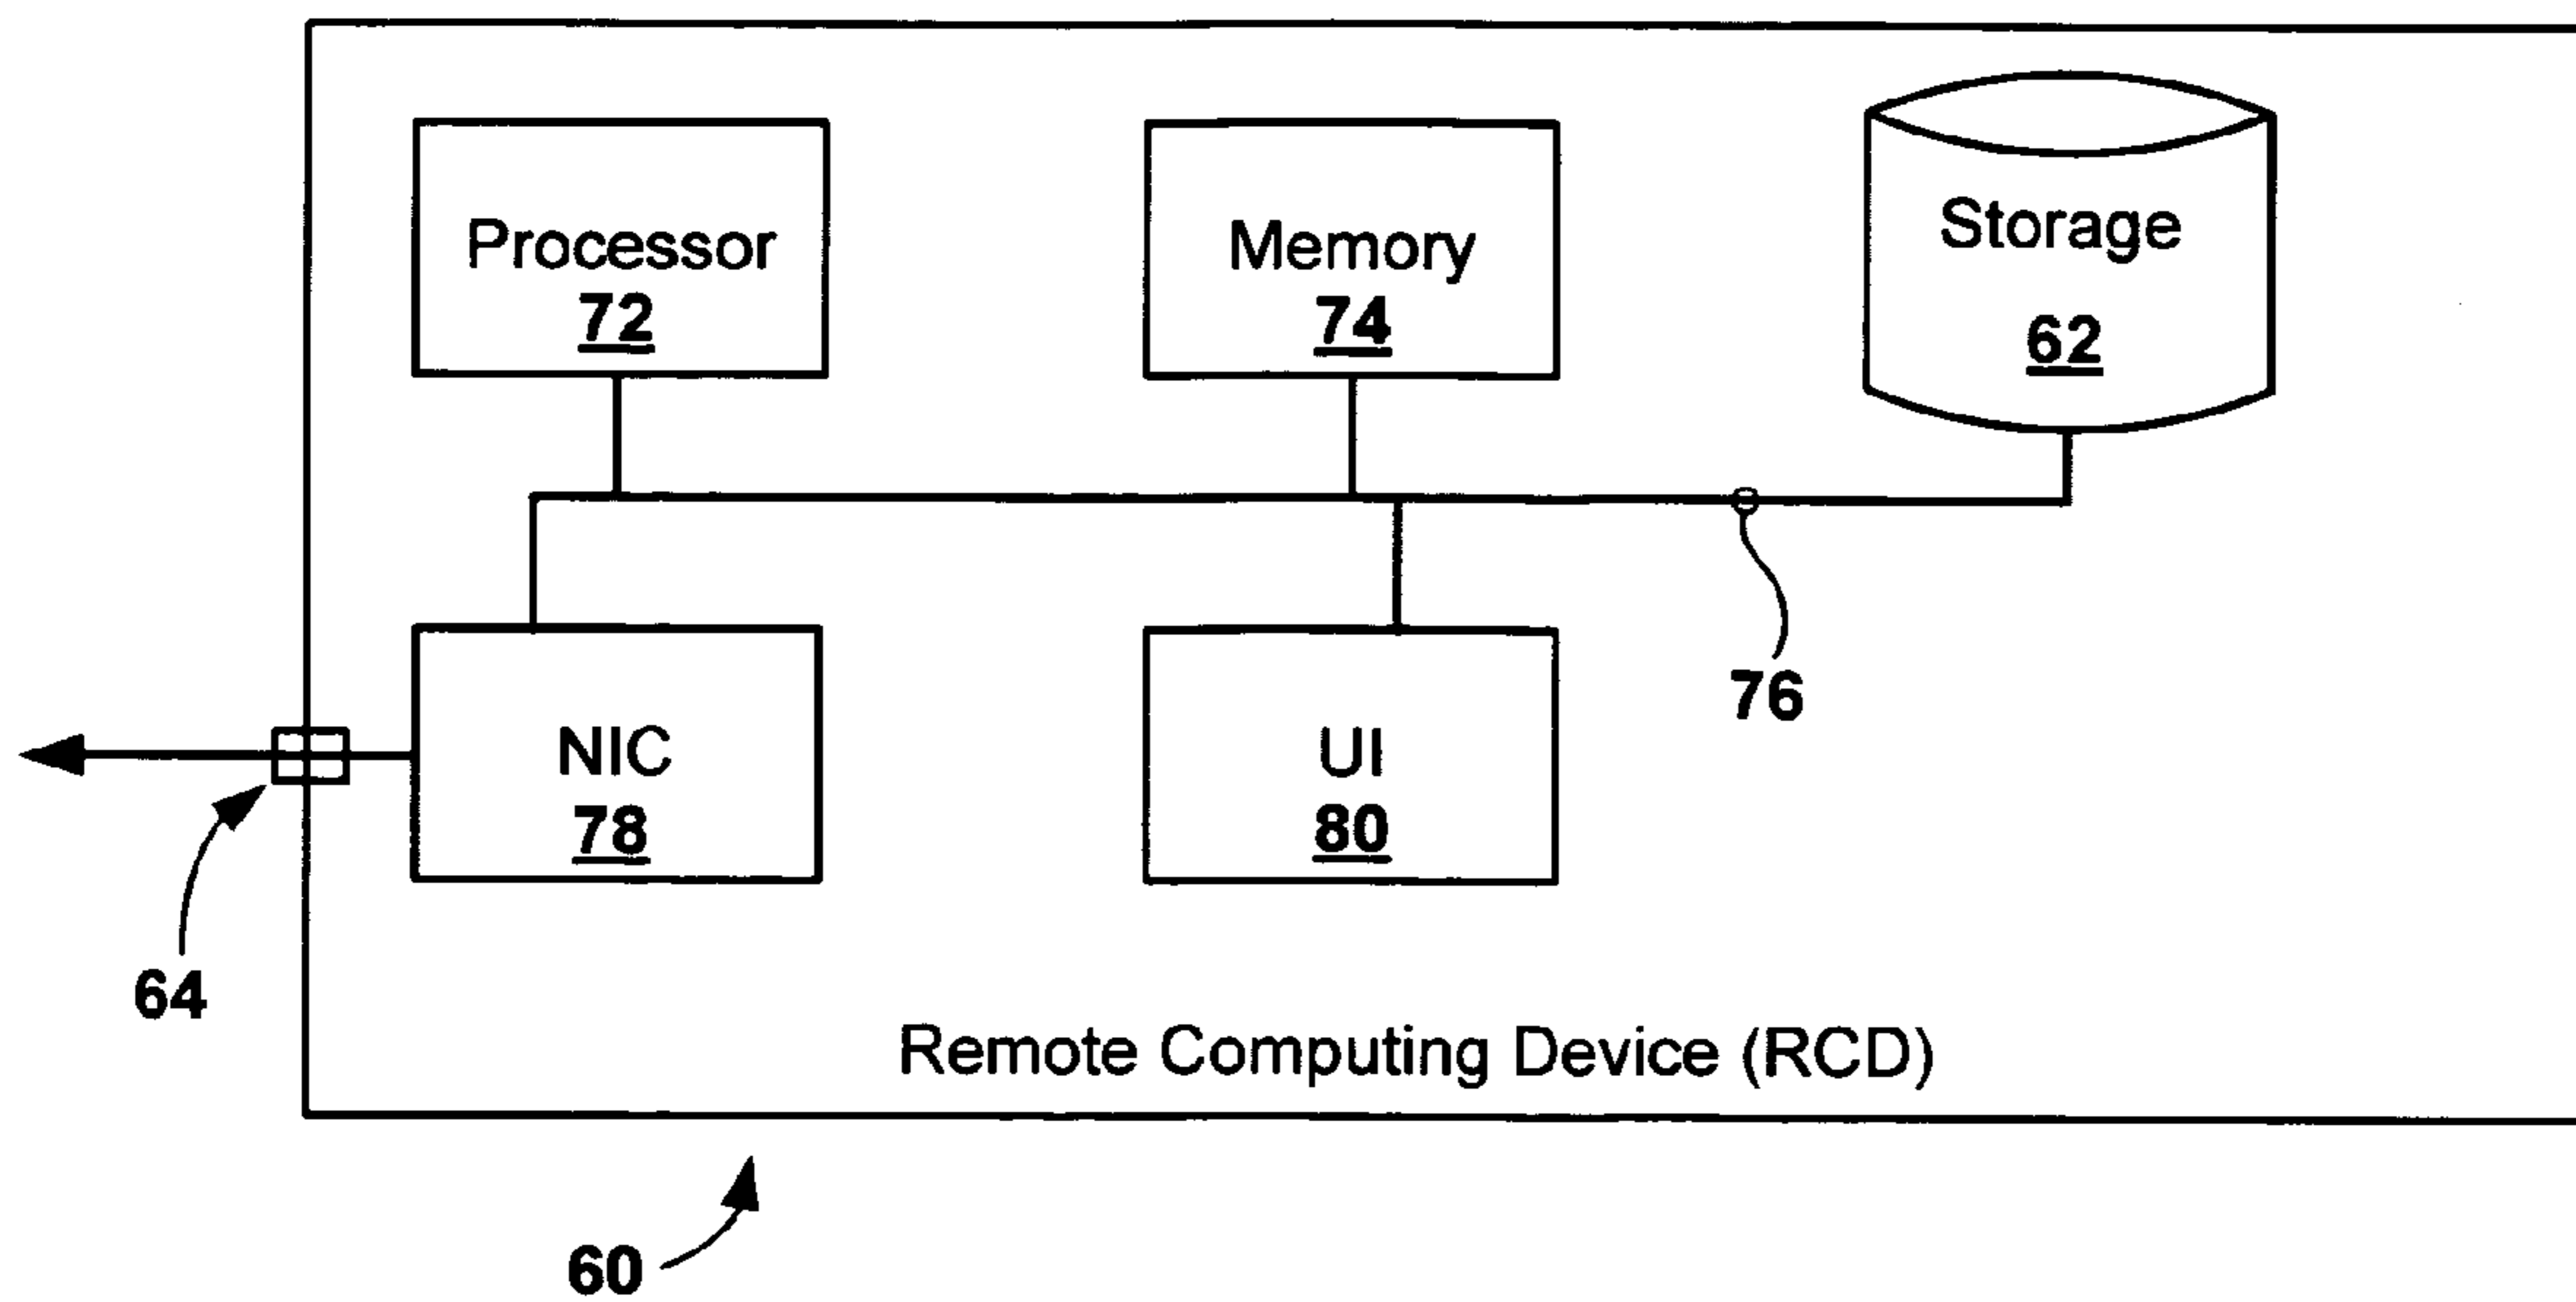 Processor
72
Memory
74
Storage
62
76
NIC
78
UI
80
64
Remote Computing Device (RCD)
60